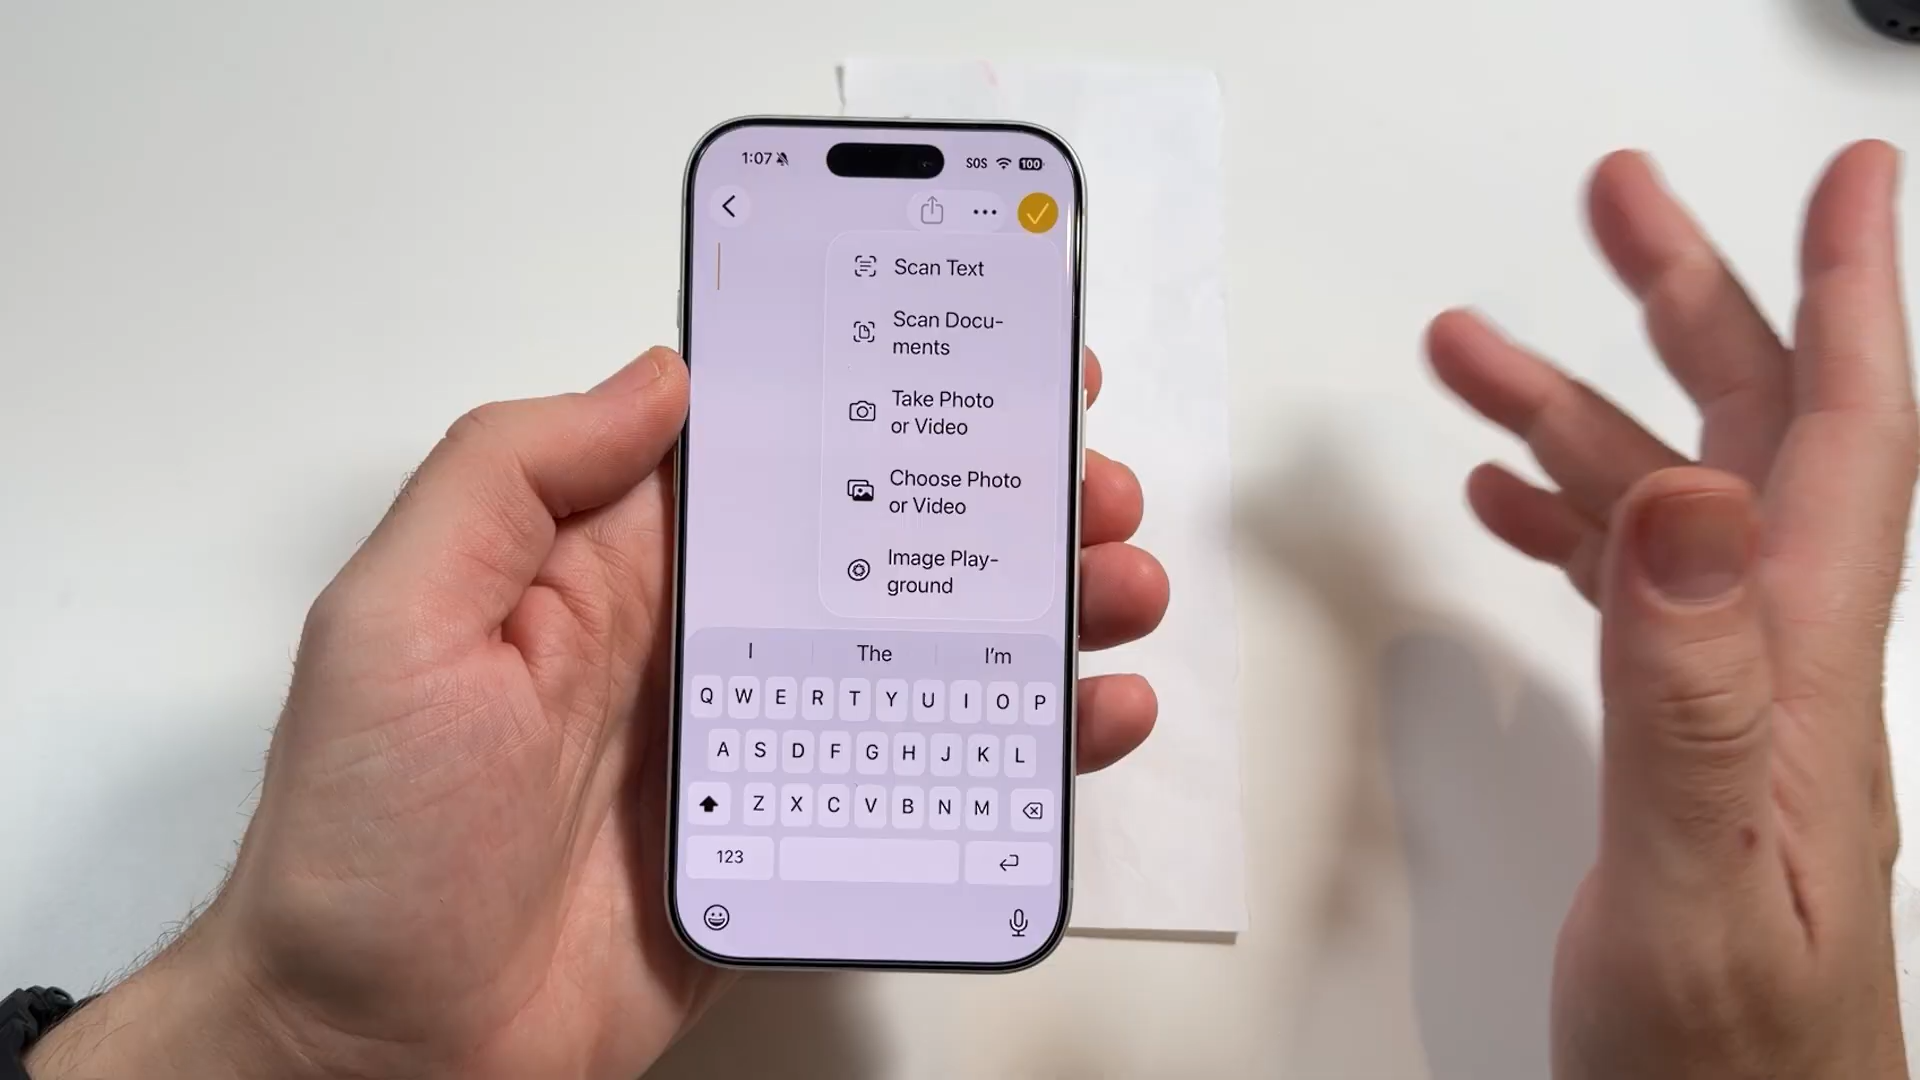 1:07
SOS
100
Scan Text
Scan Docu-
ments
Take Photo
or Video
Choose Photo
or Video
Image Play-
ground
I The I'm
Q W E R T Y U I O P
A S D F G H J K L
Z X C V B N M
123